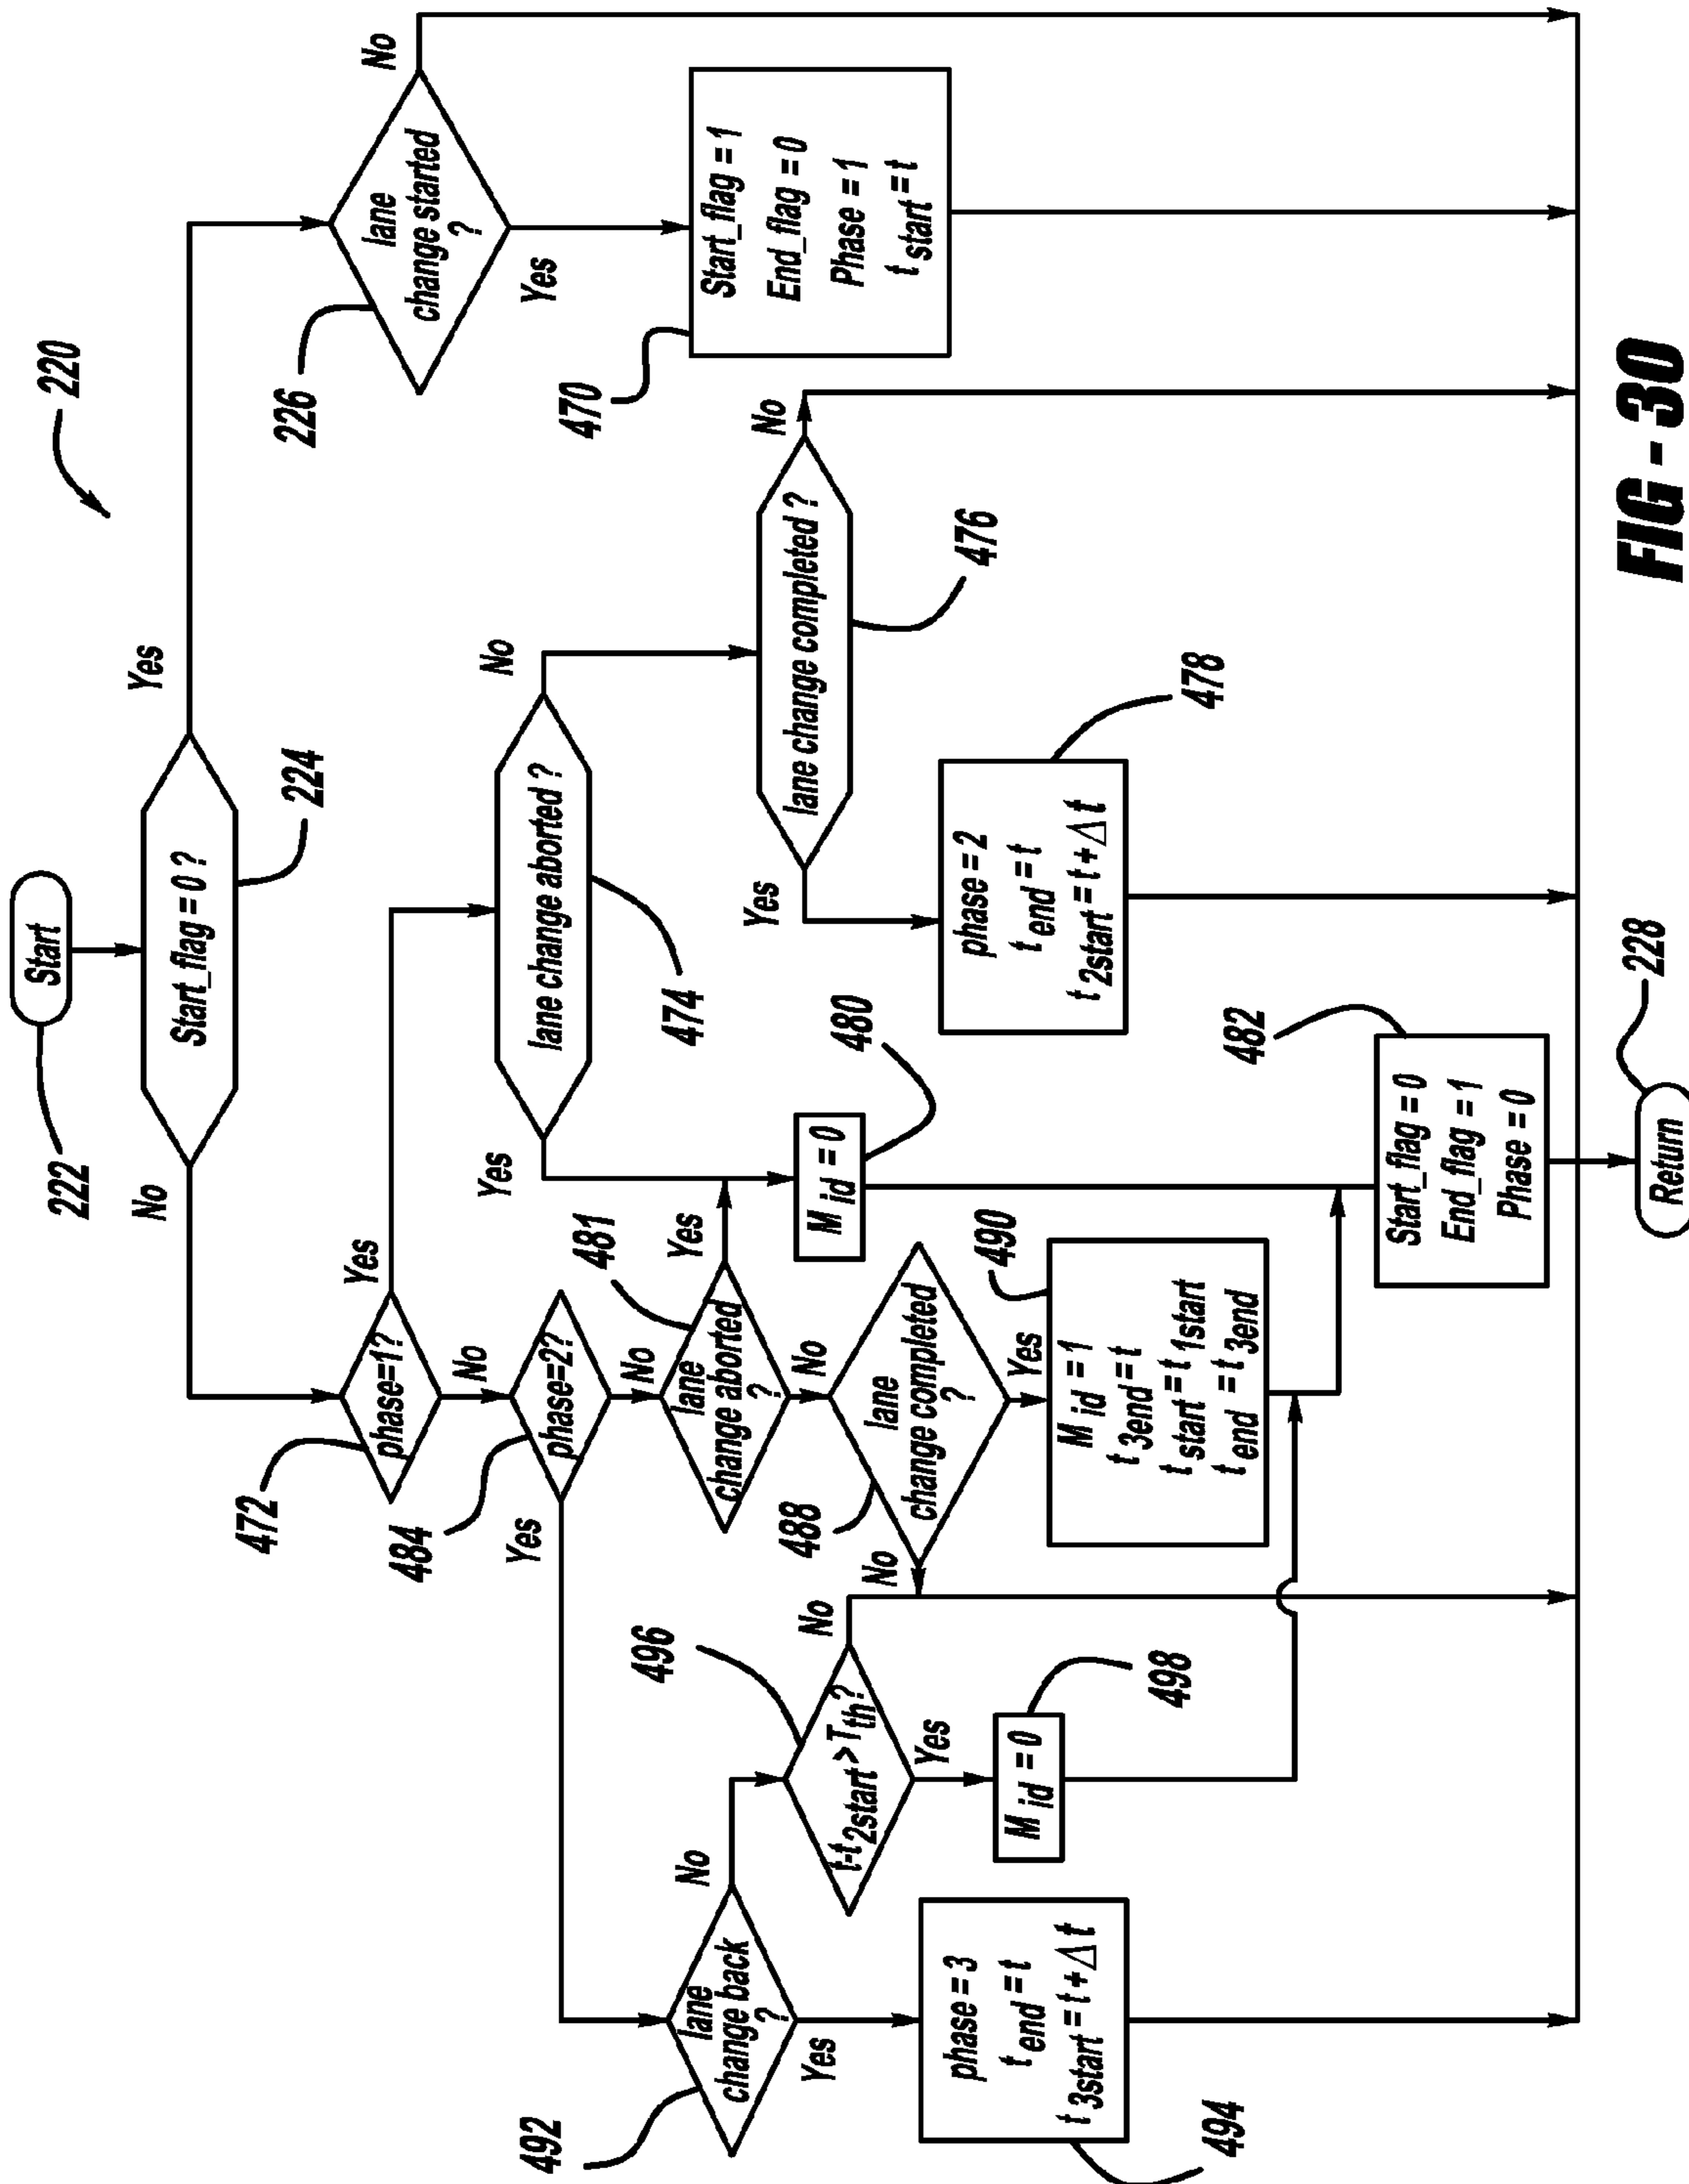 220
222
Start
Start_flag = 0 ?
224
No
Yes
226
lane
change started
?
No
Yes
470
Start_flag = 1
End_flag = 0
Phase = 1
t start = t
472
phase=1?
Yes
No
474
lane change aborted ?
Yes
No
476
lane change completed ?
Yes
No
478
phase = 2
t end = t
t 2start = t + Δt
484
phase=2?
Yes
No
481
lane
change aborted
?
Yes
No
480
M id = 0
488
lane
change completed
?
No
Yes
490
M id = 1
t 3end = t
t start = t 1start
t end = t 3end
492
lane
change back
?
No
Yes
494
phase = 3
t end = t
t 3start = t + Δt
496
t-t 2start > T th?
No
Yes
498
M id = 0
482
Start_flag = 0
End_flag = 1
Phase = 0
228
Return
FIG - 30